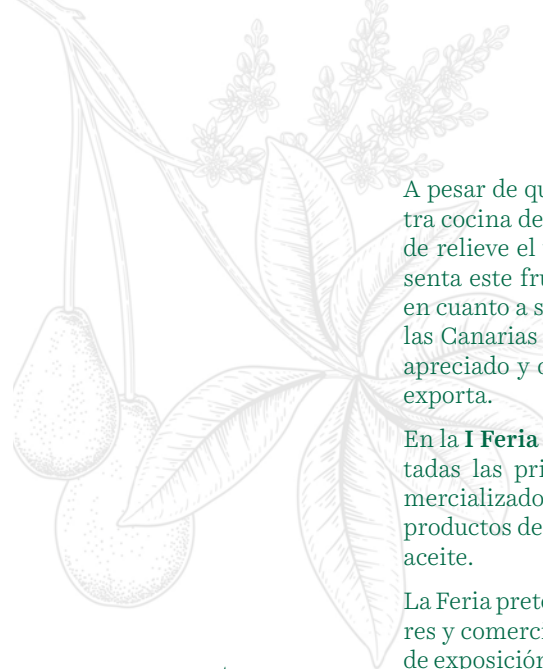 A pesar de qu
tra cocina de
de relieve el
senta este fru
en cuanto a s
las Canarias
apreciado y
exporta.
En la I Feria
tadas las pri
mercializado
productos de
aceite.
La Feria prete
res y comerci
de exposición